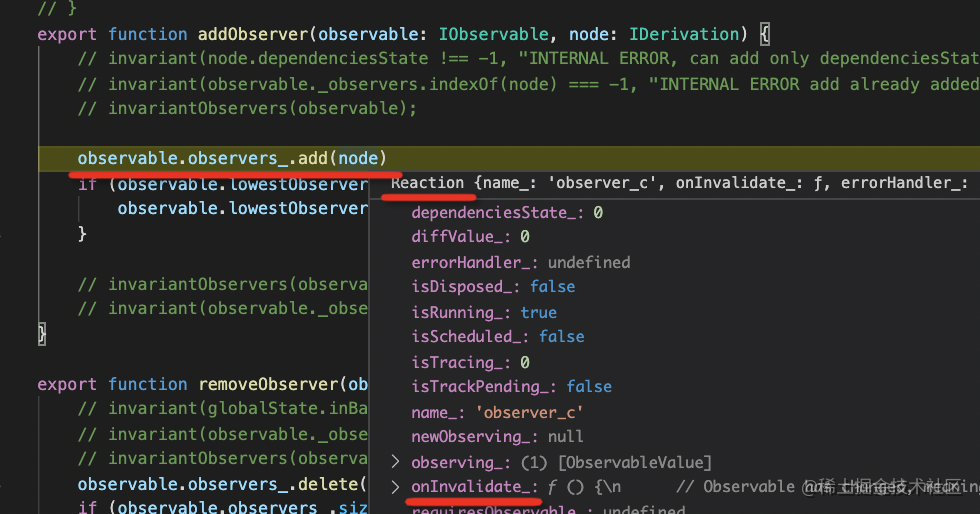 // }
export function addObserver(observable: IObservable, node: IDerivation) {
// invariant(node.dependenciesState !== -1, "INTERNAL ERROR, can add only dependenciesStat
// invariant(observable._observers.indexOf(node) === -1, "INTERNAL ERROR add already added
// invariantObservers(observable);
observable.observers_.add(node)
if (observable.lowestObserver
observable.lowestObserver
}
// invariantObservers(observa
// invariant(observable._obse
}
export function removeObserver(ob
// invariant(globalState.inBa
// invariant(observable._obse
// invariantObservers(observa
observable.observers_.delete(
if (observable.observers_.siz
Reaction {name_: 'observer_c', onInvalidate_: ƒ, errorHandler_:
dependenciesState_: 0
diffValue_: 0
errorHandler_: undefined
isDisposed_: false
isRunning_: true
isScheduled_: false
isTracing_: 0
isTrackPending_: false
name_: 'observer_c'
newObserving_: null
> observing_: (1) [ObservableValue]
> onInvalidate_: ƒ () {\n // Observable has changed, meaning
requiresObservable_: undefined
@稀土掘金技术社区